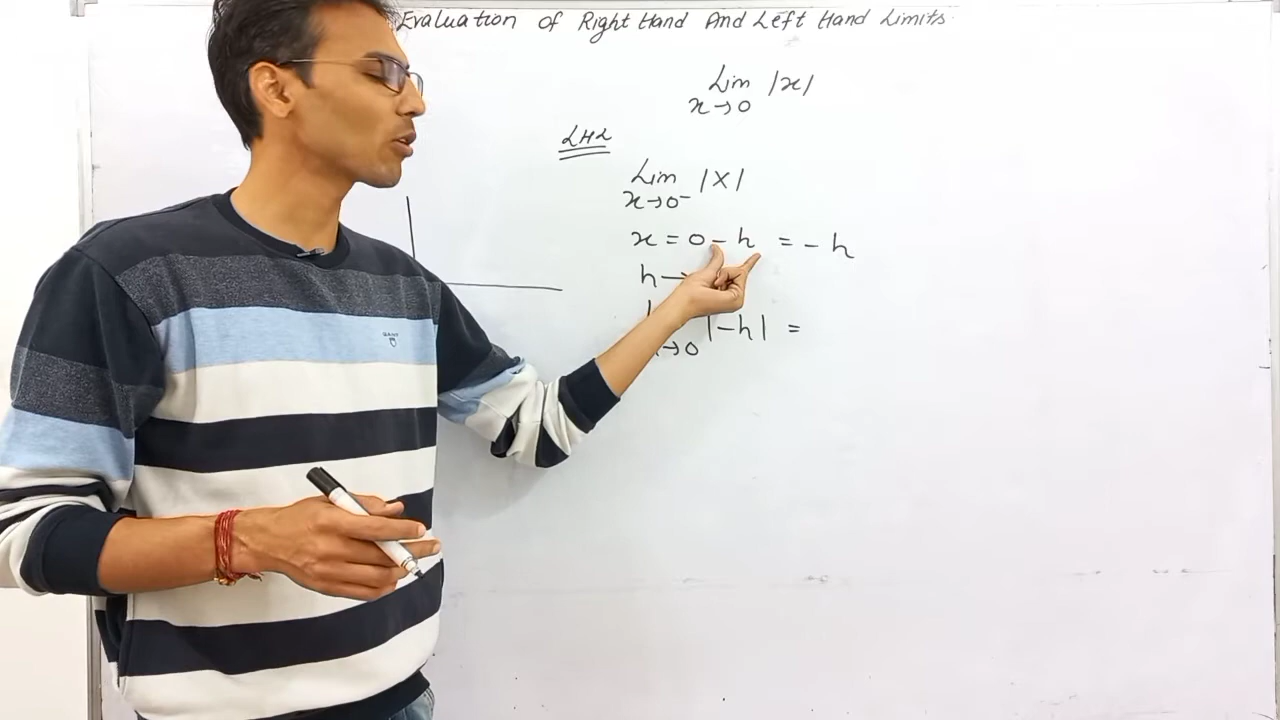 Evaluation of Right Hand And Left Hand Limits.
Lim |x|
x→0
LHL
Lim |x|
x→0⁻
x = 0 - h = - h
h →
→0 |-h| =